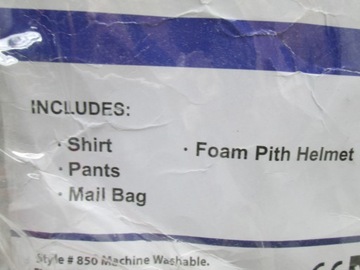 INCLUDES:
· Shirt
· Pants
· Mail Bag
· Foam Pith Helmet
Style # 850 Machine Washable.